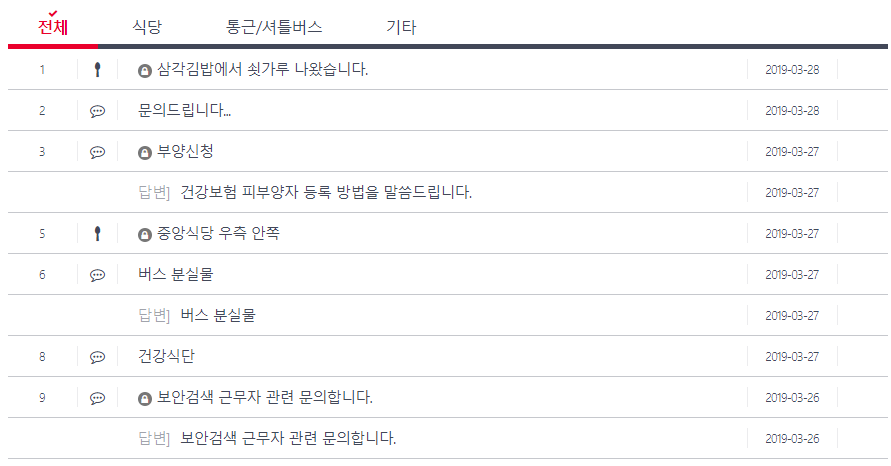 전체 식당 통근/셔틀버스 기타
1 삼각김밥에서 쇳가루 나왔습니다. 2019-03-28
2 문의드립니다... 2019-03-28
3 부양신청 2019-03-27
답변] 건강보험 피부양자 등록 방법을 말씀드립니다. 2019-03-27
5 중앙식당 우측 안쪽 2019-03-27
6 버스 분실물 2019-03-27
답변] 버스 분실물 2019-03-27
8 건강식단 2019-03-27
9 보안검색 근무자 관련 문의합니다. 2019-03-26
답변] 보안검색 근무자 관련 문의합니다. 2019-03-26